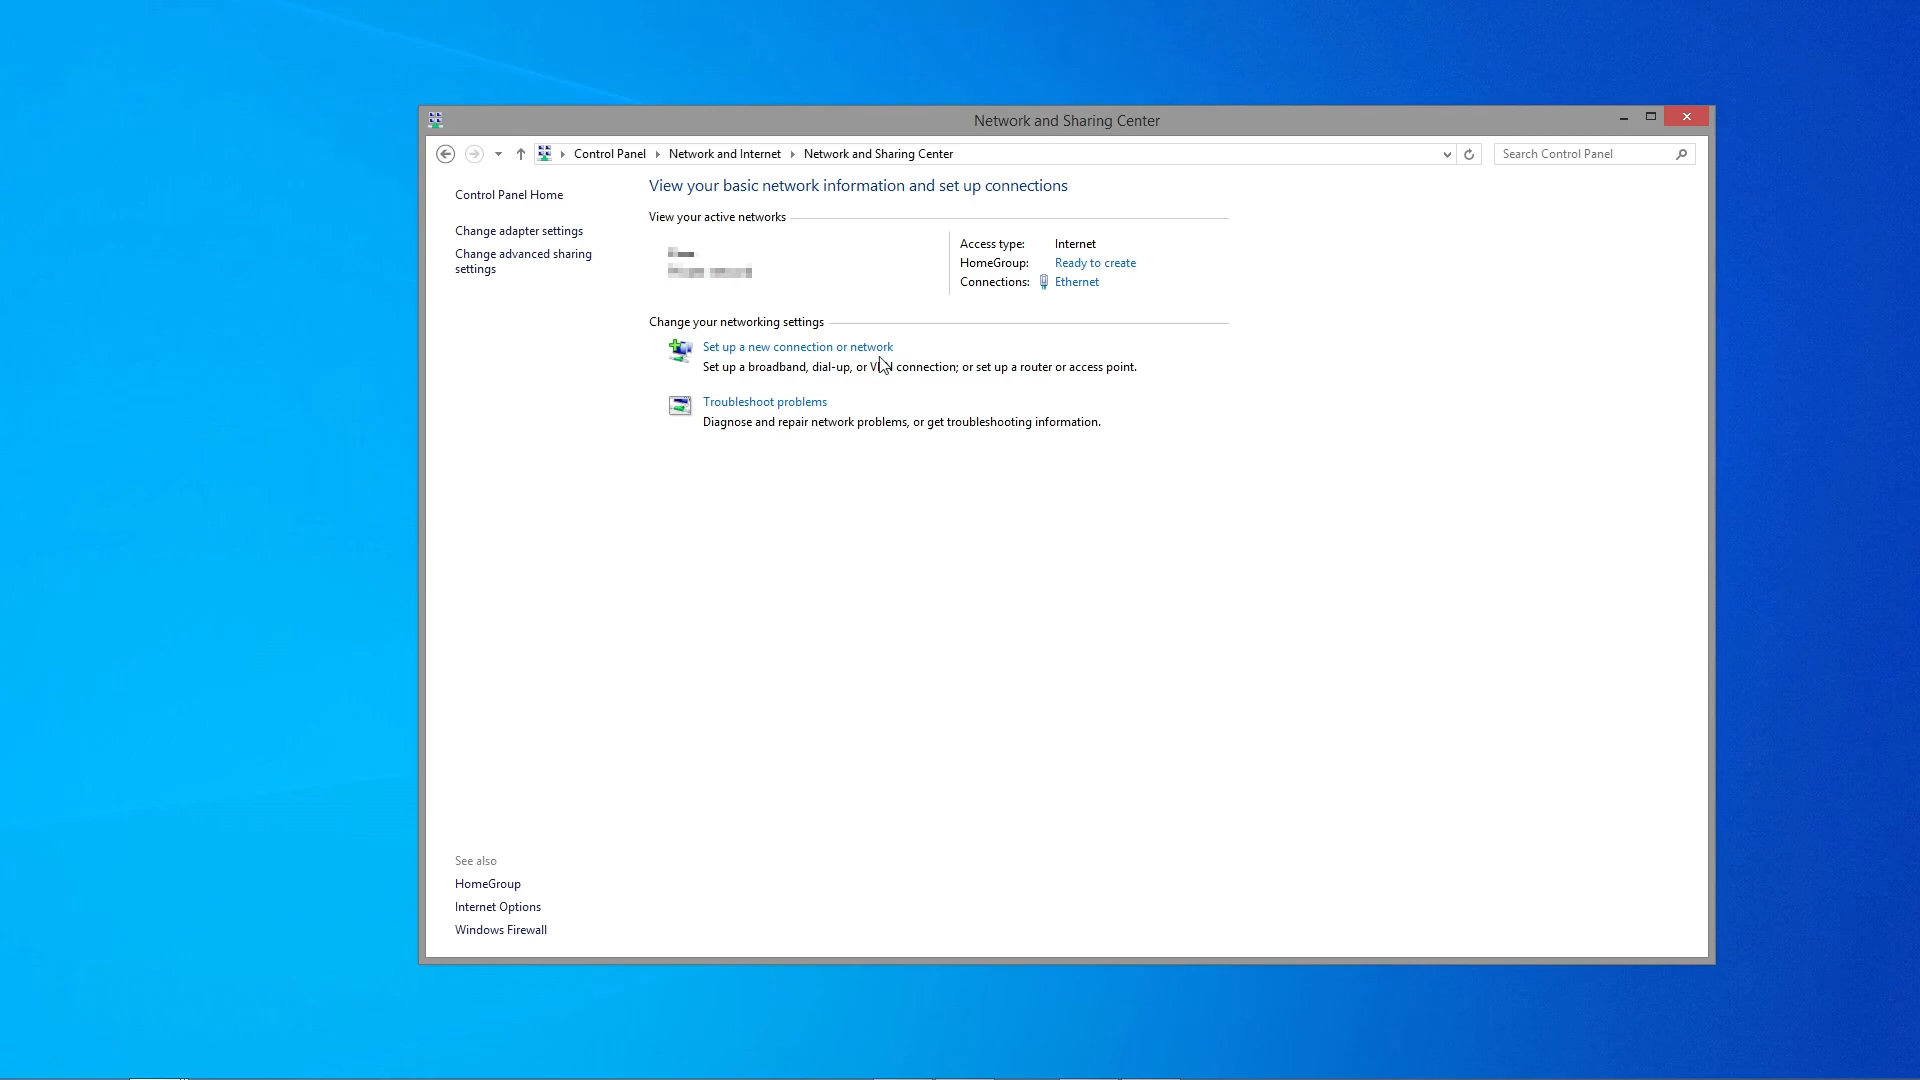 Network and Sharing Center
Control Panel Network and Internet Network and Sharing Center
Search Control Panel
Control Panel Home
Change adapter settings
Change advanced sharing
settings
View your basic network information and set up connections
View your active networks
Access type: Internet
HomeGroup: Ready to create
Connections: Ethernet
Change your networking settings
Set up a new connection or network
Set up a broadband, dial-up, or VPN connection; or set up a router or access point.
Troubleshoot problems
Diagnose and repair network problems, or get troubleshooting information.
See also
HomeGroup
Internet Options
Windows Firewall